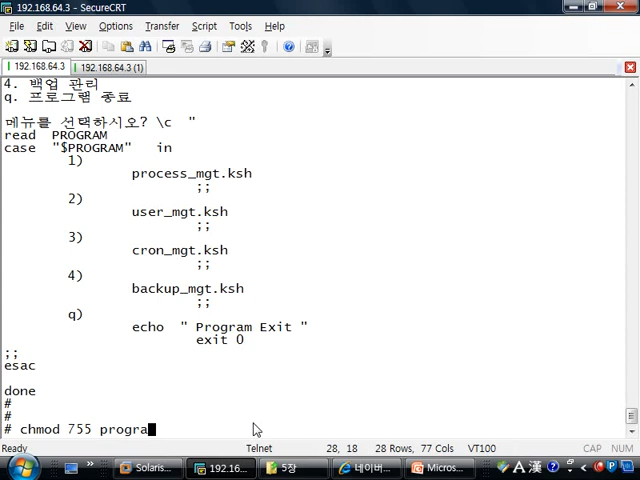 192.168.64.3 - SecureCRT
File Edit View Options Transfer Script Tools Help
192.168.64.3 192.168.64.3 (1)
4. 백업 관리
q. 프로그램 종료
메뉴를 선택하시오? \c "
read PROGRAM
case "$PROGRAM" in
1)
process_mgt.ksh
;;
2)
user_mgt.ksh
;;
3)
cron_mgt.ksh
;;
4)
backup_mgt.ksh
;;
q)
echo " Program Exit "
exit 0
;;
esac
done
#
#
# chmod 755 progra
Ready Telnet 28, 18 28 Rows, 77 Cols VT100 CAP NUM
Solaris... 192.16... 5장 네이버... Micros... A 漢